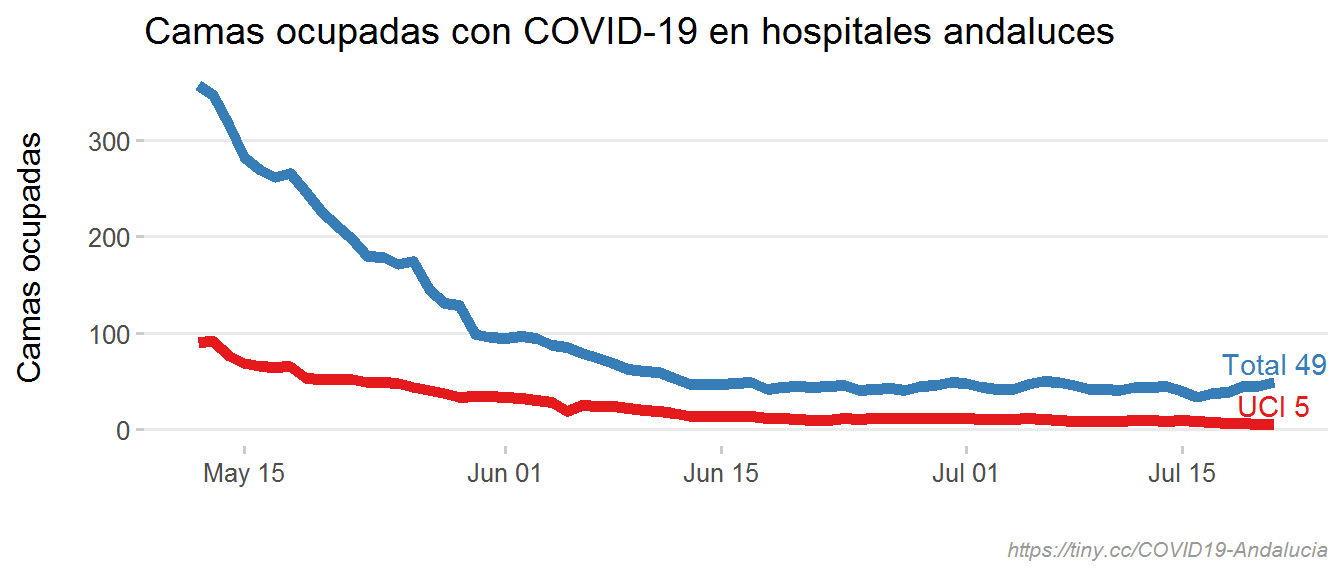 Camas ocupadas con COVID-19 en hospitales andaluces
Camas ocupadas
300
200
100
0
Total 49
UCI 5
May 15
Jun 01
Jun 15
Jul 01
Jul 15
https://tiny.cc/COVID19-Andalucia